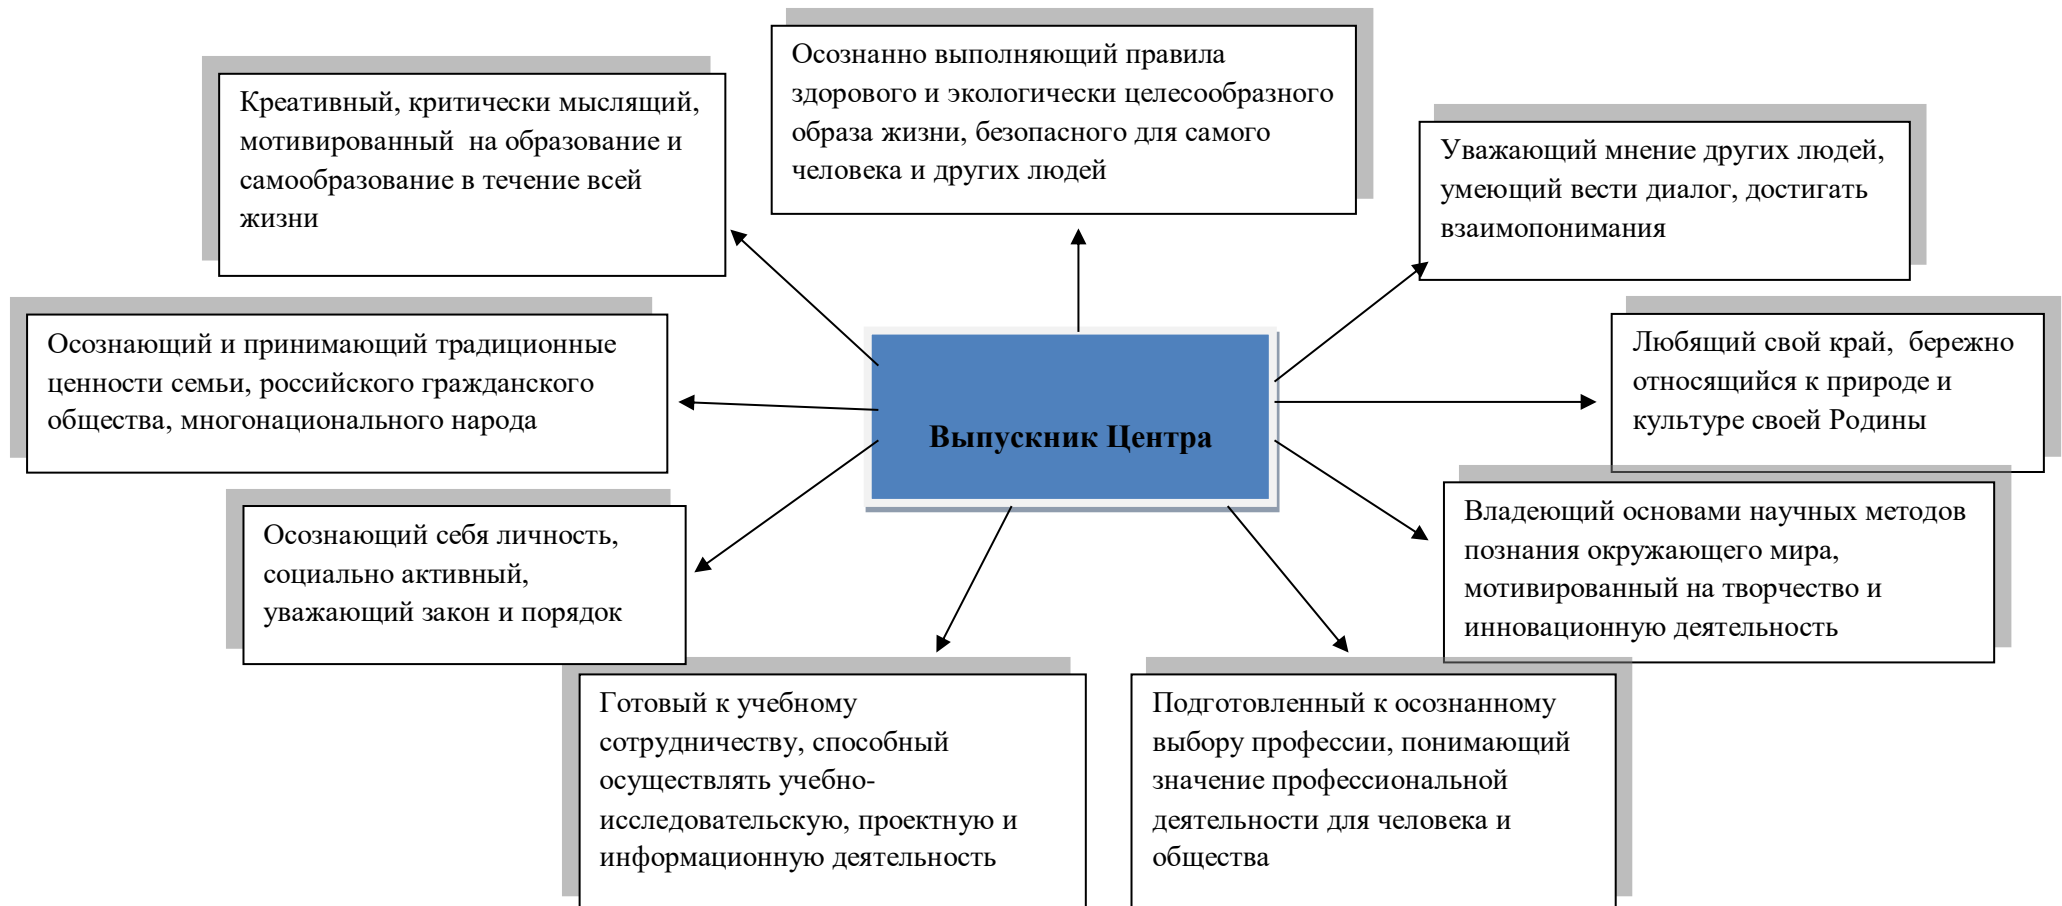 Осознанно выполняющий правила
здорового и экологически целесообразного
образа жизни, безопасного для самого
человека и других людей
Креативный, критически мыслящий,
мотивированный  на образование и
самообразование в течение всей
жизни
Уважающий мнение других людей,
умеющий вести диалог, достигать
взаимопонимания
Осознающий и принимающий традиционные
ценности семьи, российского гражданского
общества, многонационального народа
Любящий свой край,  бережно
относящийся к природе и
культуре своей Родины
Выпускник Центра
Осознающий себя личность,
социально активный,
уважающий закон и порядок
Владеющий основами научных методов
познания окружающего мира,
мотивированный на творчество и
инновационную деятельность
Готовый к учебному
сотрудничеству, способный
осуществлять учебно-
исследовательскую, проектную и
информационную деятельность
Подготовленный к осознанному
выбору профессии, понимающий
значение профессиональной
деятельности для человека и
общества